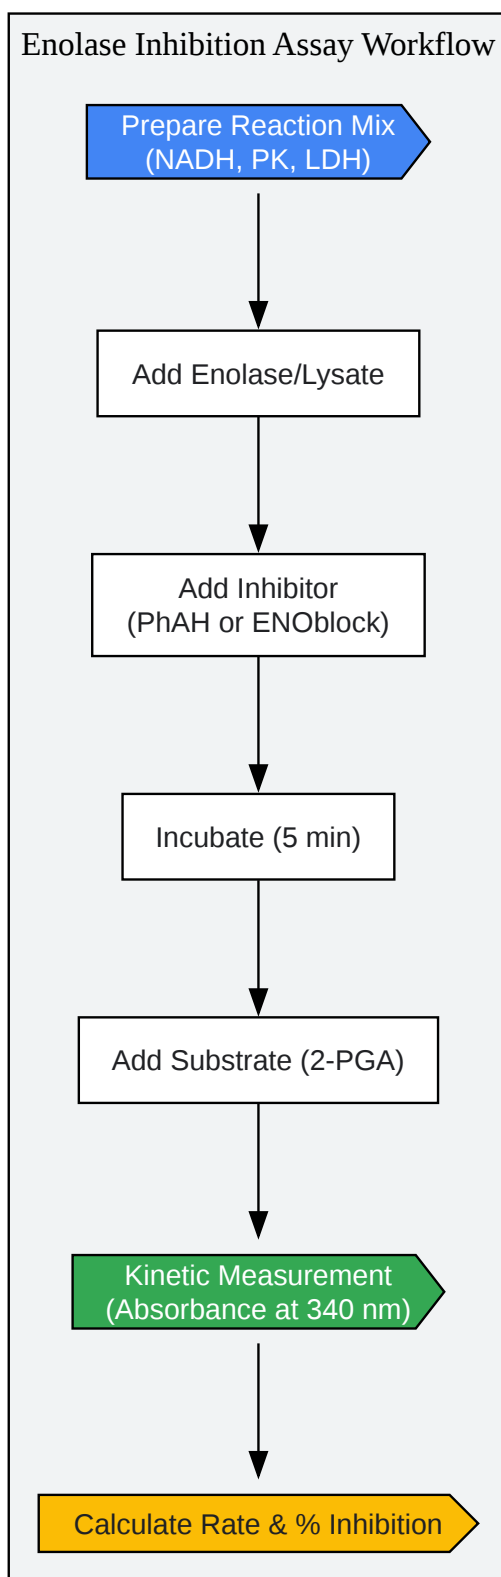 Enolase Inhibition Assay Workflow
Prepare Reaction Mix
(NADH, PK, LDH)
Add Enolase/Lysate
Add Inhibitor
(PhAH or ENOblock)
Incubate (5 min)
Add Substrate (2-PGA)
Kinetic Measurement
(Absorbance at 340 nm)
Calculate Rate & % Inhibition